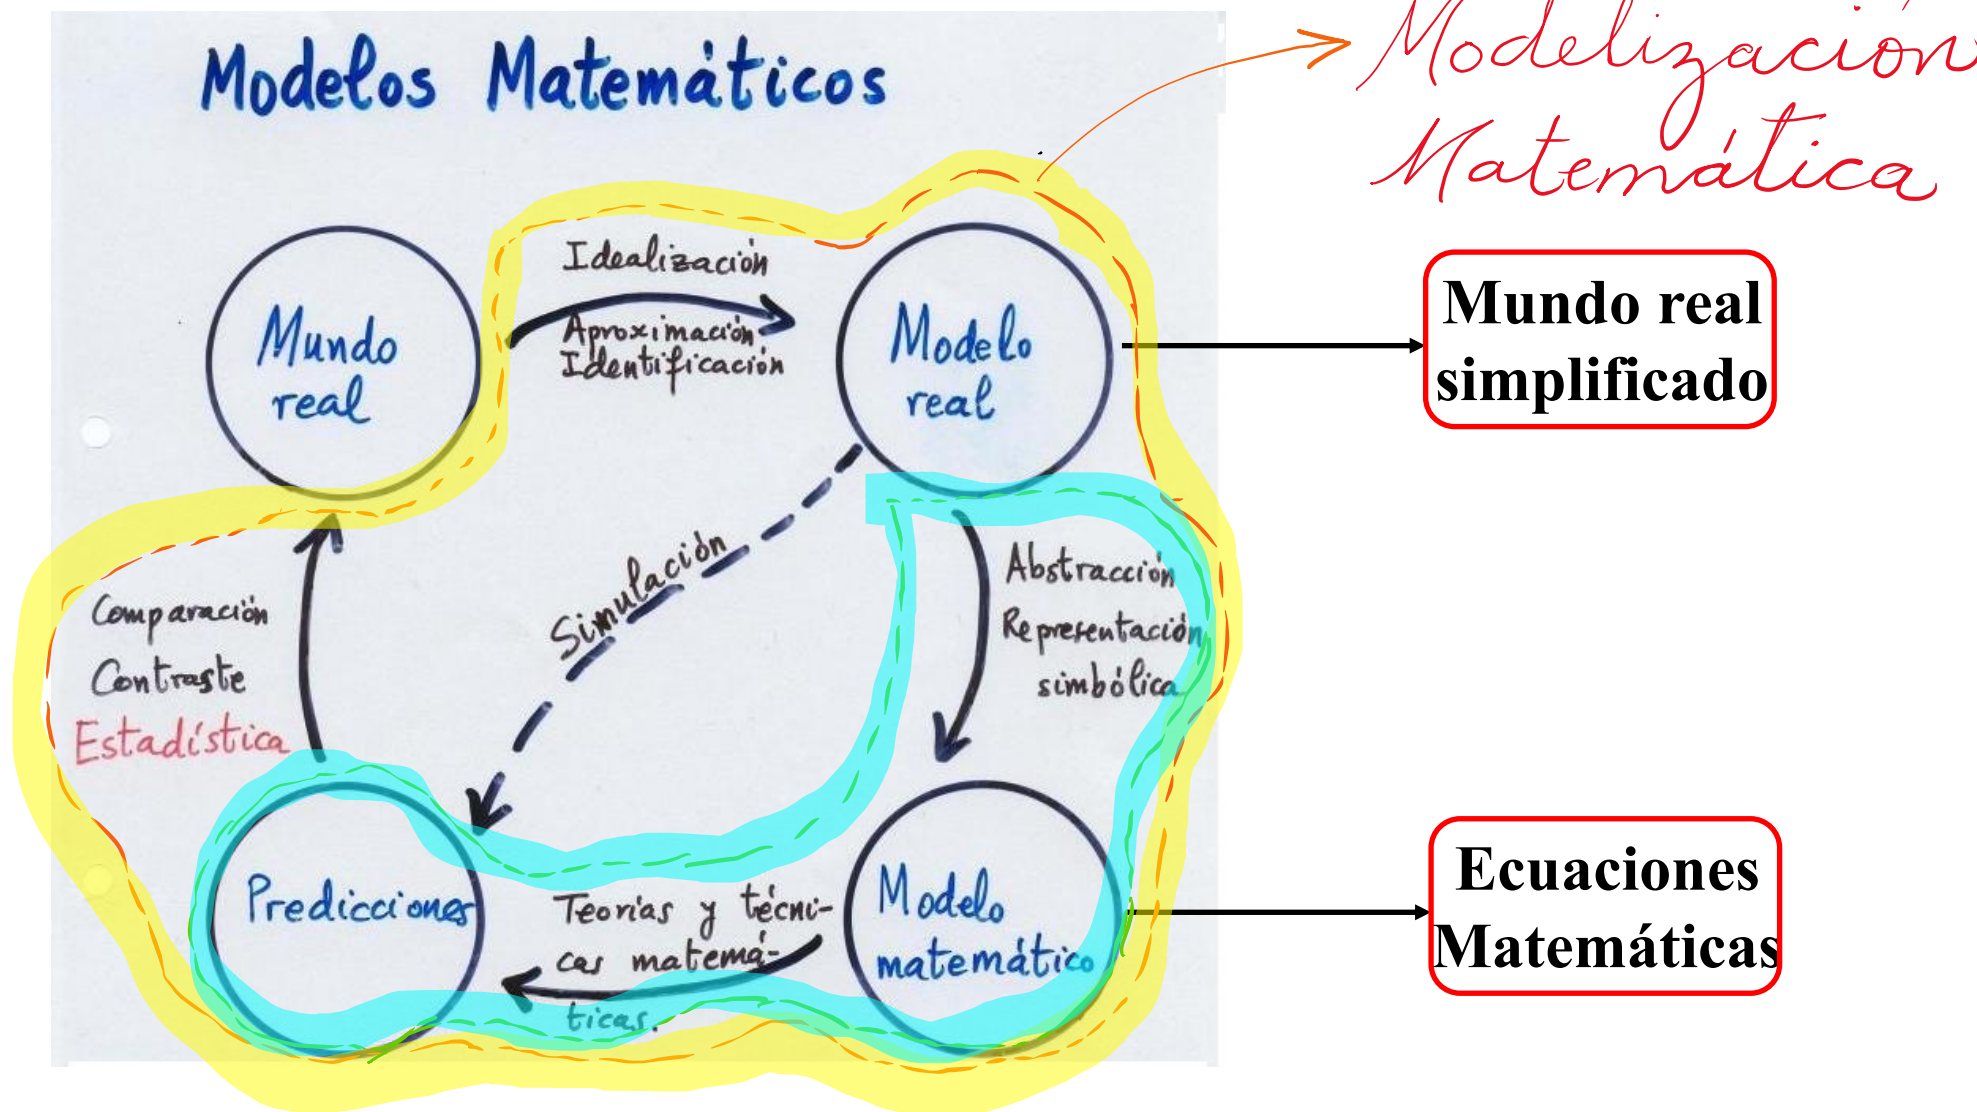 Modelos Matemáticos
Modelización
Matemática
Mundo
real
Idealización
Aproximación
Identificación
Modelo
real
Mundo real
simplificado
Simulación
Abstracción
Representación
simbólica
Comparación
Contraste
Estadística
Predicciones
Teorías y técni-
cas matemá-
ticas.
Modelo
matemático
Ecuaciones
Matemáticas